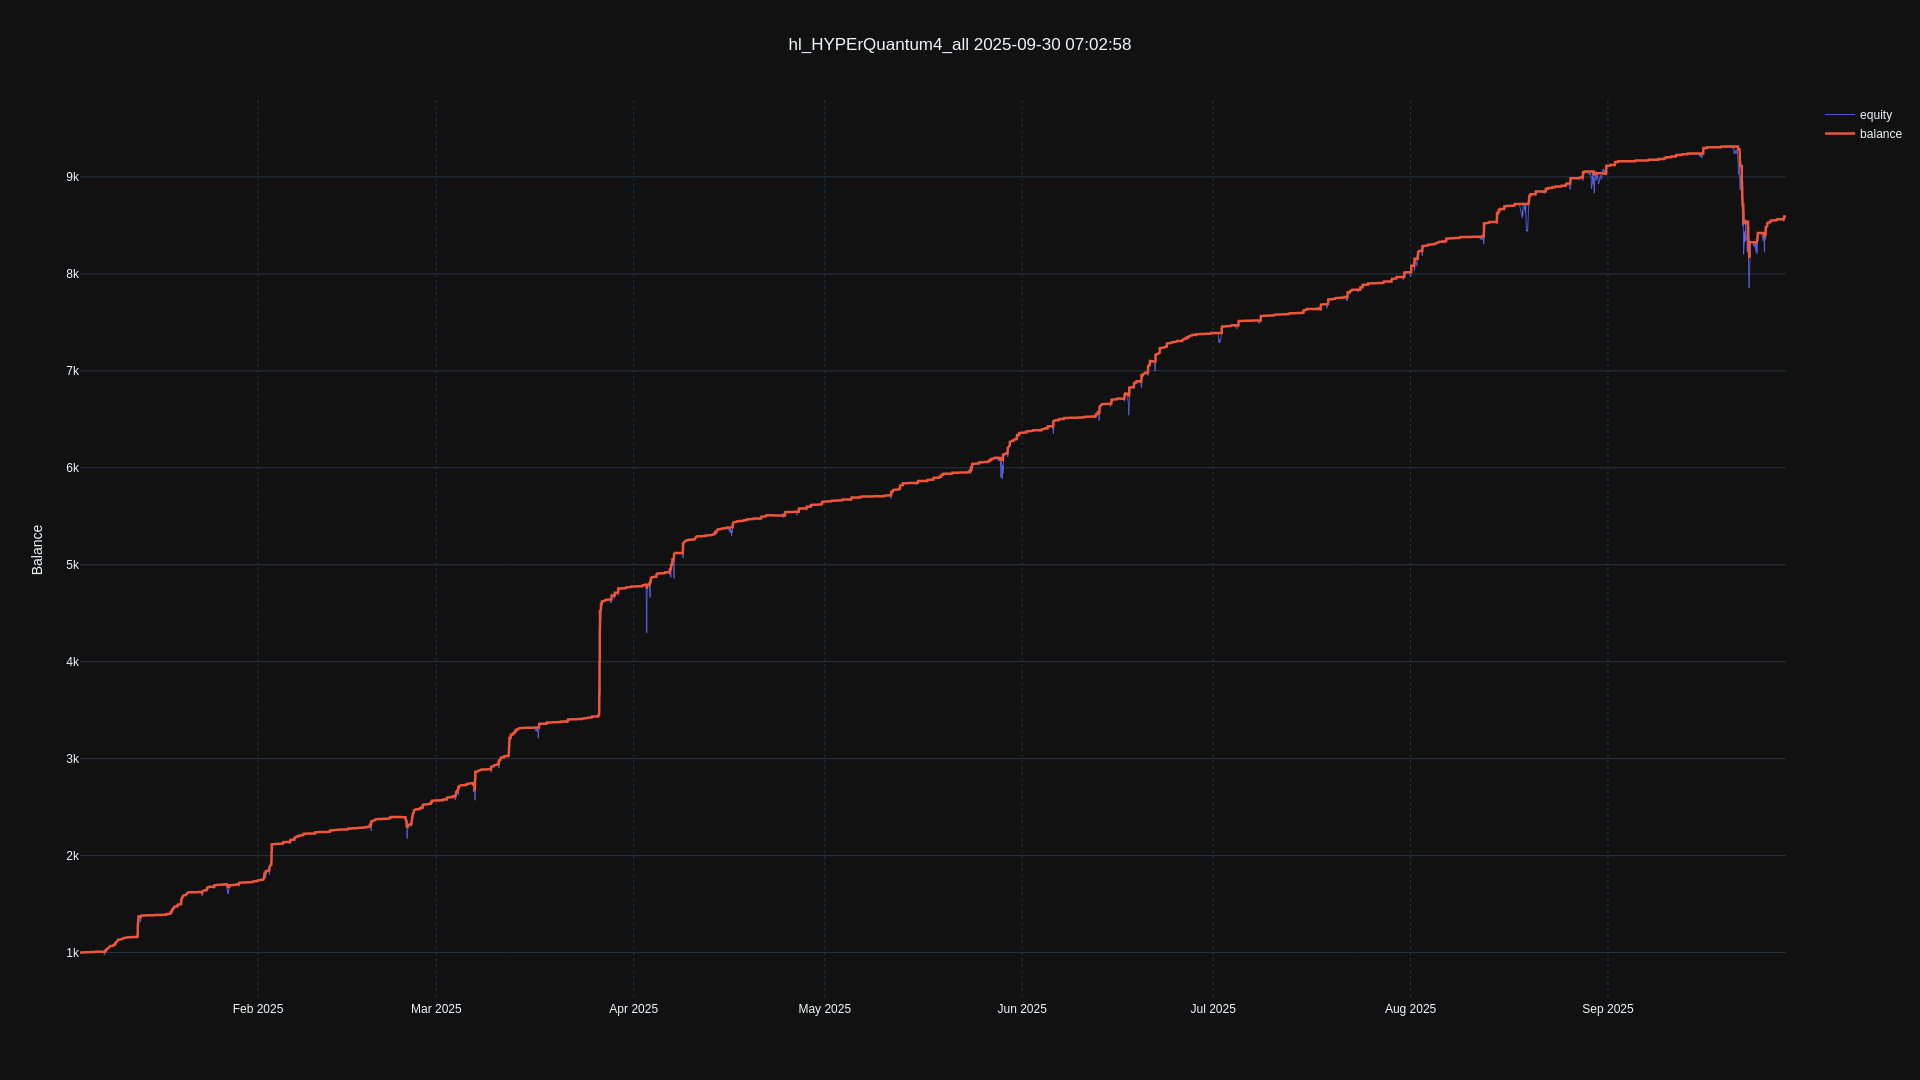 hl_HYPErQuantum4_all 2025-09-30 07:02:58
equity
balance
Balance
9k
8k
7k
6k
5k
4k
3k
2k
1k
Feb 2025
Mar 2025
Apr 2025
May 2025
Jun 2025
Jul 2025
Aug 2025
Sep 2025